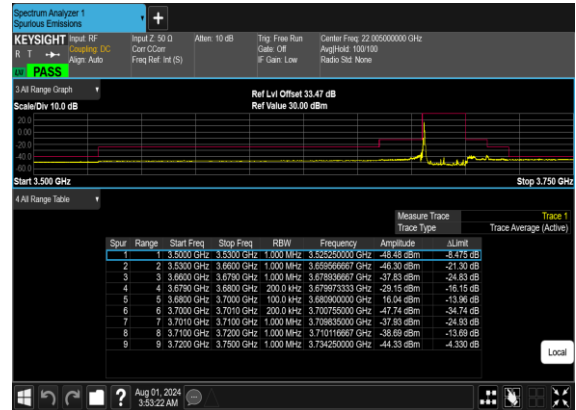 Spectrum Analyzer 1
Spurious Emissions
KEYSIGHT Input: RF Input Z: 50 Ω Atten: 10 dB Trig: Free Run Center Freq: 22.005000000 GHz
R T Coupling: DC Corr CCorr Gate: Off Avg|Hold: 100/100
Align: Auto Freq Ref: Int (S) IF Gain: Low Radio Std: None
PASS
3 All Range Graph
Ref Lvl Offset 33.47 dB
Scale/Div 10.0 dB Ref Value 30.00 dBm
20.0
0.00
-20.0
-40.0
-60.0
Start 3.500 GHz Stop 3.750 GHz
4 All Range Table
Measure Trace Trace 1
Trace Type Trace Average (Active)
Spur Range Start Freq Stop Freq RBW Frequency Amplitude ΔLimit
1 1 3.5000 GHz 3.5300 GHz 1.000 MHz 3.525250000 GHz -48.48 dBm -8.475 dB
2 2 3.5300 GHz 3.6600 GHz 1.000 MHz 3.659566667 GHz -46.30 dBm -21.30 dB
3 3 3.6600 GHz 3.6790 GHz 1.000 MHz 3.678936667 GHz -37.83 dBm -24.83 dB
4 4 3.6790 GHz 3.6800 GHz 200.0 kHz 3.679973333 GHz -29.15 dBm -16.15 dB
5 5 3.6800 GHz 3.7000 GHz 100.0 kHz 3.680900000 GHz 16.04 dBm -13.96 dB
6 6 3.7000 GHz 3.7010 GHz 200.0 kHz 3.700755000 GHz -47.74 dBm -34.74 dB
7 7 3.7010 GHz 3.7100 GHz 1.000 MHz 3.709835000 GHz -37.93 dBm -24.93 dB
8 8 3.7100 GHz 3.7200 GHz 1.000 MHz 3.710116667 GHz -38.69 dBm -13.69 dB
9 9 3.7200 GHz 3.7500 GHz 1.000 MHz 3.734250000 GHz -44.33 dBm -4.330 dB
Local
Aug 01, 2024
3:53:22 AM